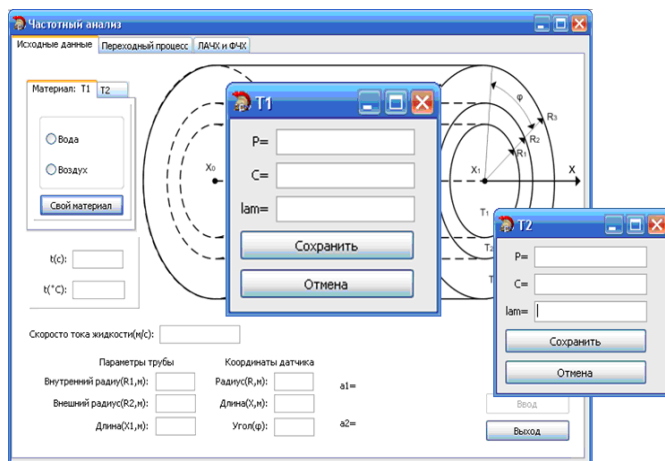 Частотный анализ
Исходные данные Переходный процесс ЛАЧХ и ФЧХ
Материал: T1 T2
Вода
Воздух
Свой материал
t(c):
t(°C):
Скоросто тока жидкости(м/с):
Параметры трубы
Внутренний радиу(R1,м):
Внешний радиус(R2,м):
Длина(X1,м):
Координаты датчика
Радиус(R,м):
Длина(X,м):
Угол(φ):
a1=
a2=
Ввод
Выход
X₀
X₁
X
φ
R₃
R₂
R₁
T₁
T₂
T
T1
P=
C=
lam=
Сохранить
Отмена
T2
P=
C=
lam=
Сохранить
Отмена